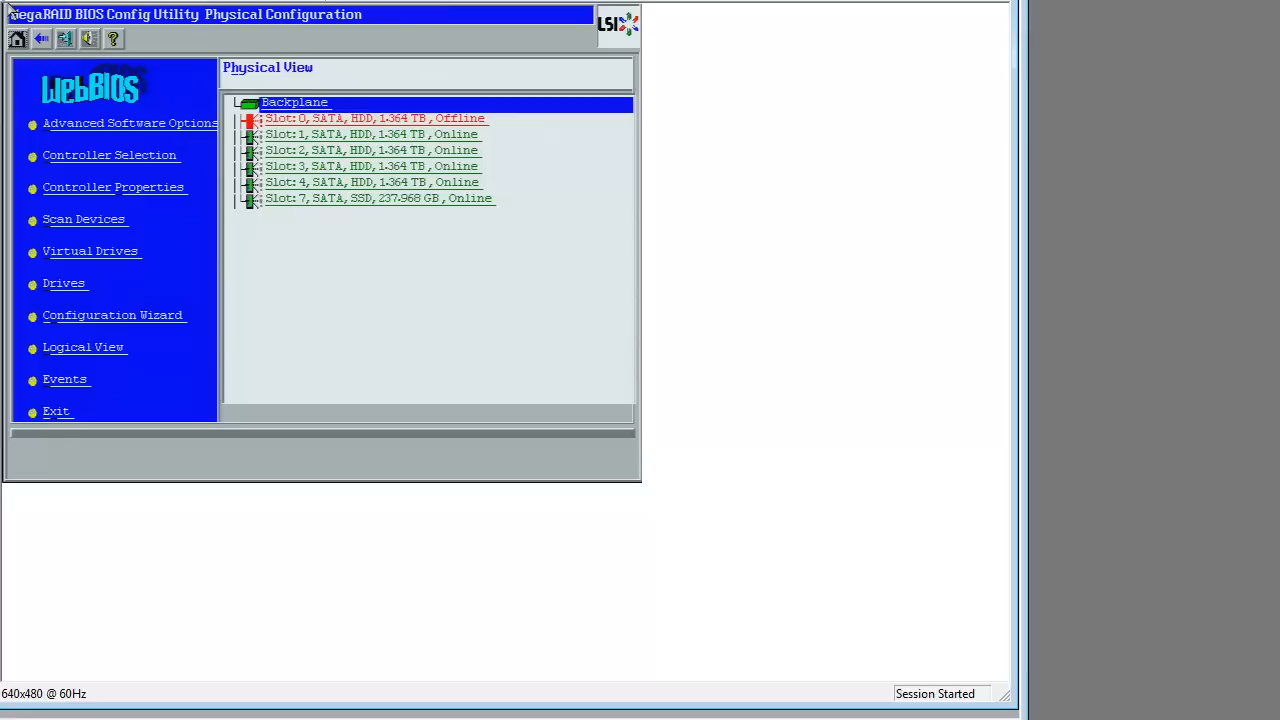 MegaRAID BIOS Config Utility Physical Configuration
LSI
?
WebBIOS
Physical View
Backplane
Slot: 0, SATA, HDD, 1.364 TB, Offline
Slot: 1, SATA, HDD, 1.364 TB, Online
Slot: 2, SATA, HDD, 1.364 TB, Online
Slot: 3, SATA, HDD, 1.364 TB, Online
Slot: 4, SATA, HDD, 1.364 TB, Online
Slot: 7, SATA, SSD, 237.968 GB, Online
Advanced Software Options
Controller Selection
Controller Properties
Scan Devices
Virtual Drives
Drives
Configuration Wizard
Logical View
Events
Exit
640x480 @ 60Hz
Session Started